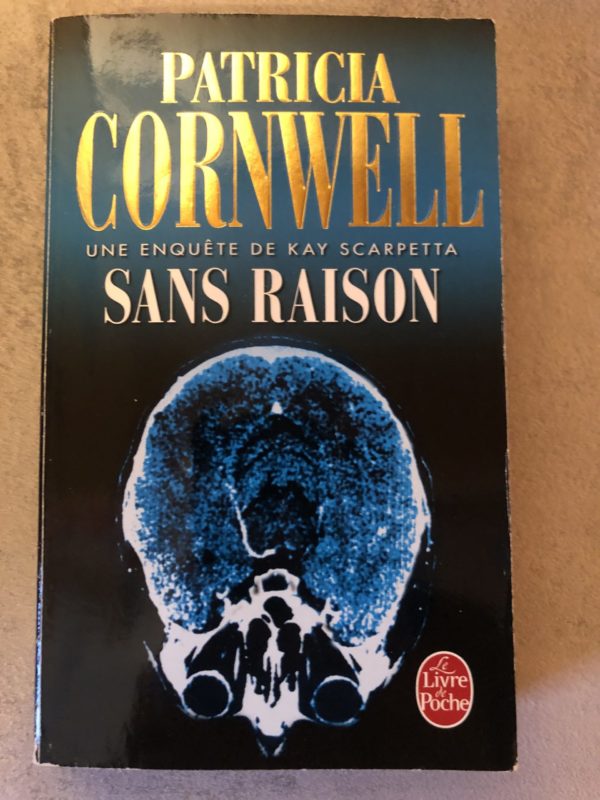 PATRICIA
CORNWELL
UNE ENQUÊTE DE KAY SCARPETTA
SANS RAISON
Le
Livre
de
Poche